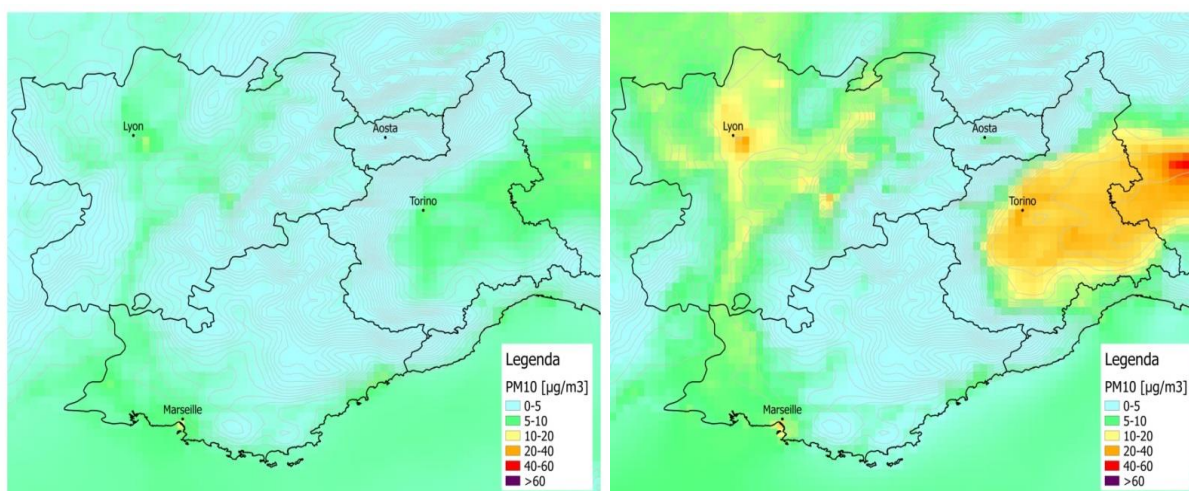 Lyon
Aosta
Torino
Marseille
Legenda
PM10 [µg/m3]
0-5
5-10
10-20
20-40
40-60
>60
Lyon
Aosta
Torino
Marseille
Legenda
PM10 [µg/m3]
0-5
5-10
10-20
20-40
40-60
>60